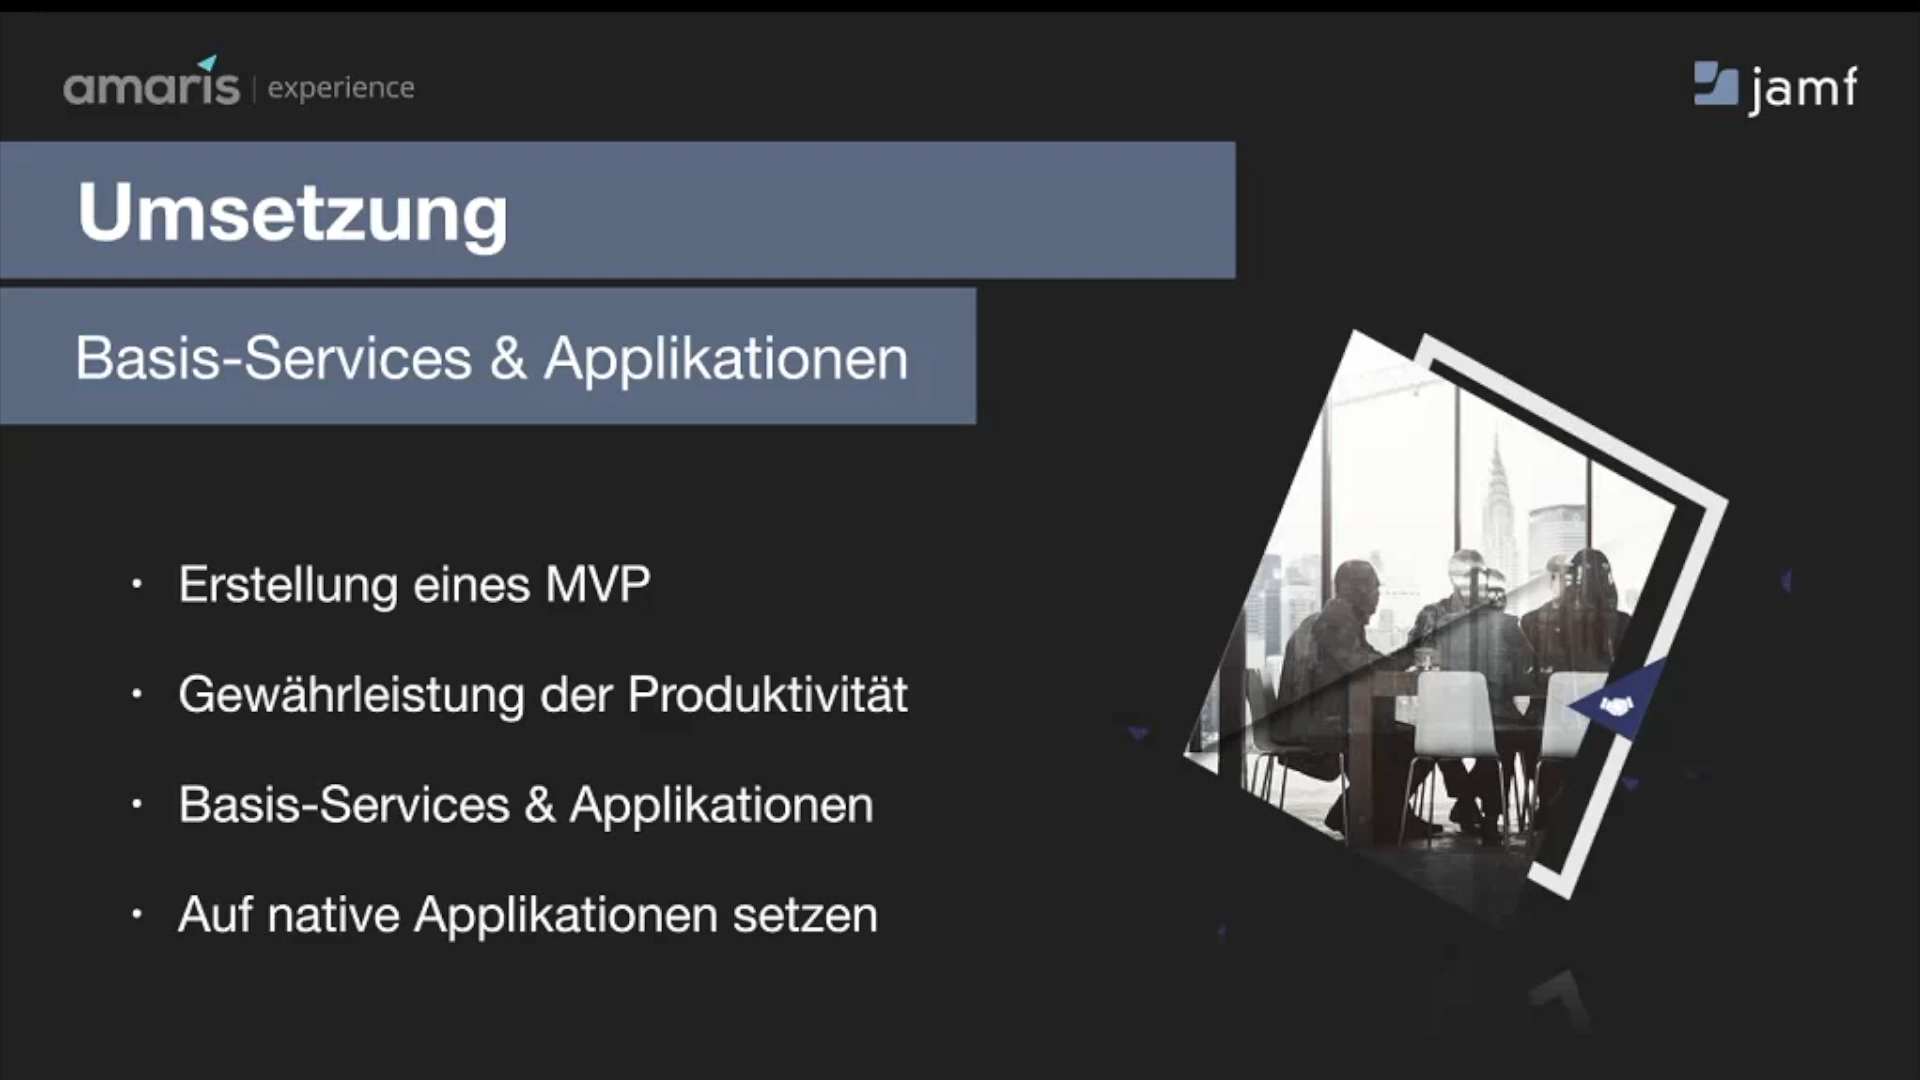 amaris | experience
jamf
Umsetzung
Basis-Services & Applikationen
• Erstellung eines MVP
• Gewährleistung der Produktivität
• Basis-Services & Applikationen
• Auf native Applikationen setzen